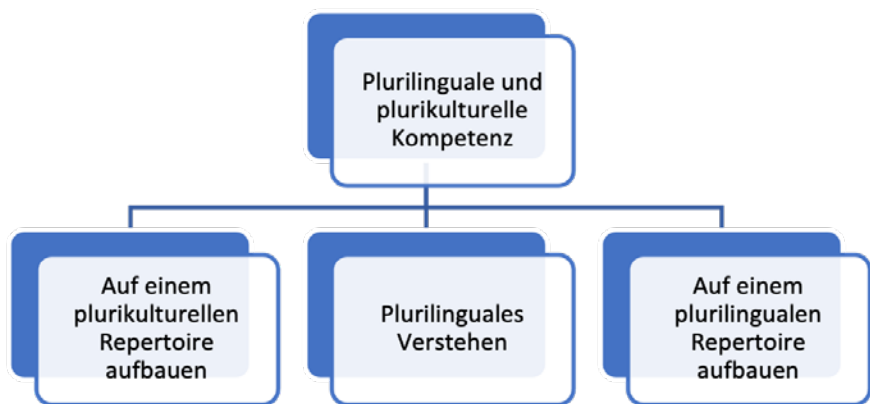 Plurilinguale und
plurikulturelle
Kompetenz
Auf einem
plurikulturellen
Repertoire
aufbauen
Plurilinguales
Verstehen
Auf einem
plurilingualen
Repertoire
aufbauen